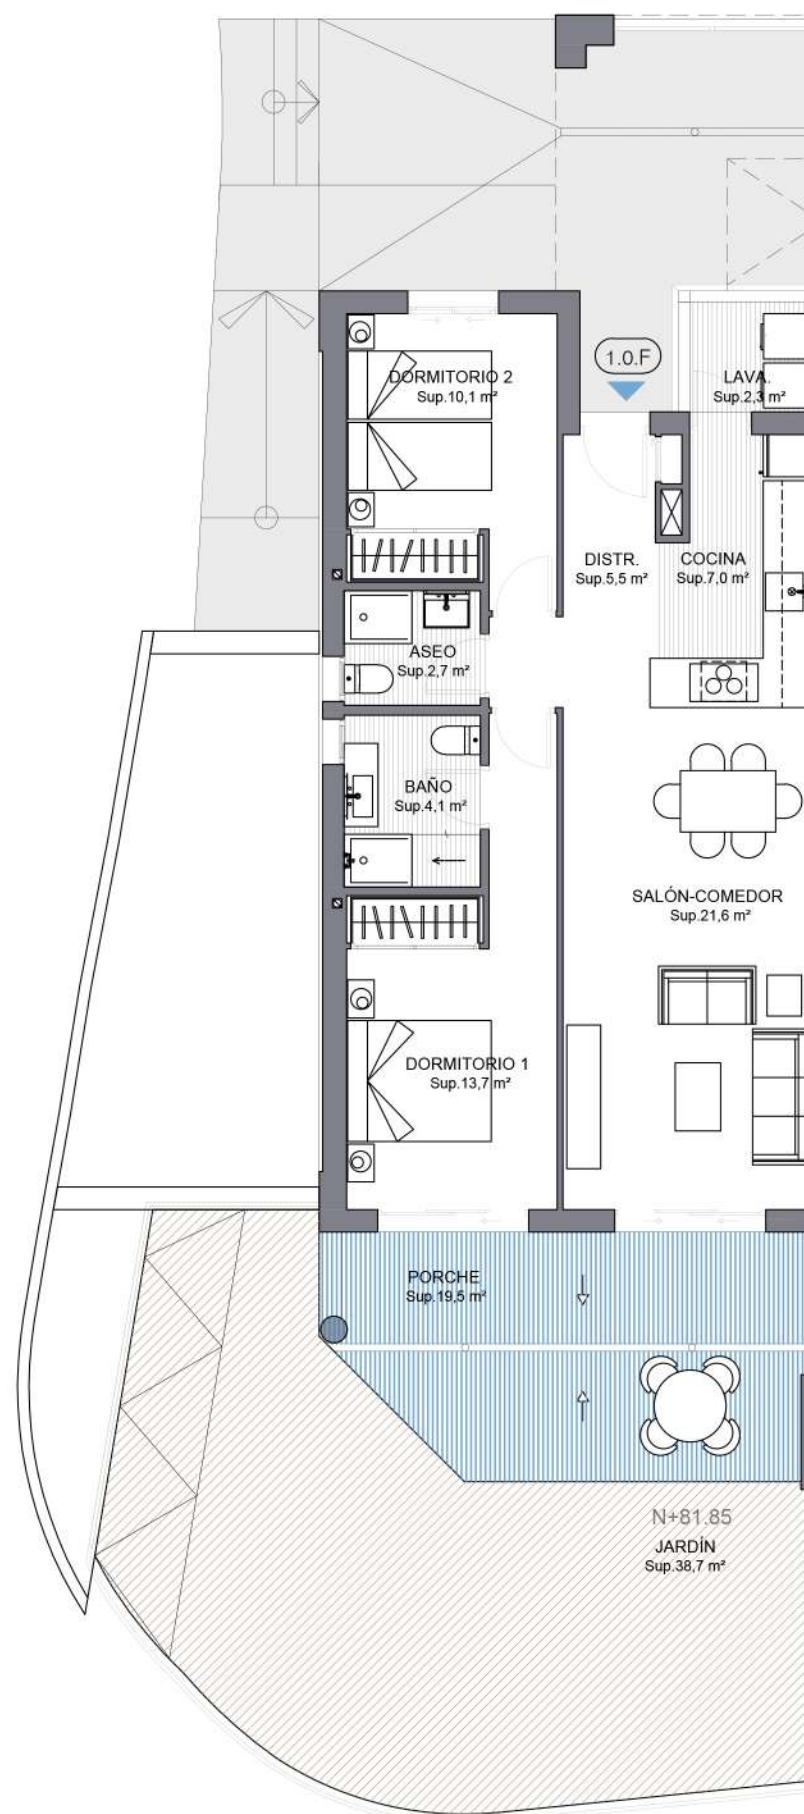 1.0.F
DORMITORIO 2
Sup.10,1 m²
LAVA.
Sup.2,3 m²
DISTR.
Sup.5,5 m²
COCINA
Sup.7,0 m²
ASEO
Sup.2,7 m²
BAÑO
Sup.4,1 m²
SALÓN-COMEDOR
Sup.21,6 m²
DORMITORIO 1
Sup.13,7 m²
PORCHE
Sup.19,5 m²
N+81.85
JARDÍN
Sup.38,7 m²